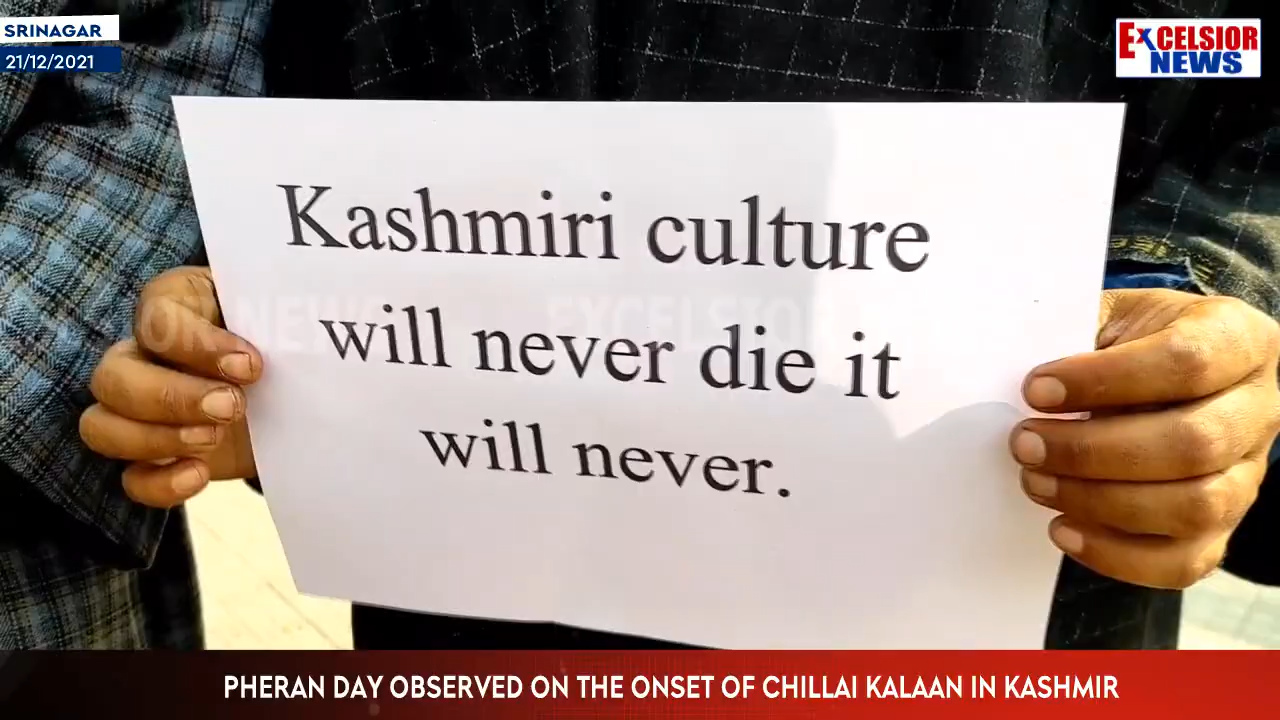 SRINAGAR
21/12/2021
EXCELSIOR
NEWS
Kashmiri culture
will never die it
will never.
PHERAN DAY OBSERVED ON THE ONSET OF CHILLAI KALAAN IN KASHMIR